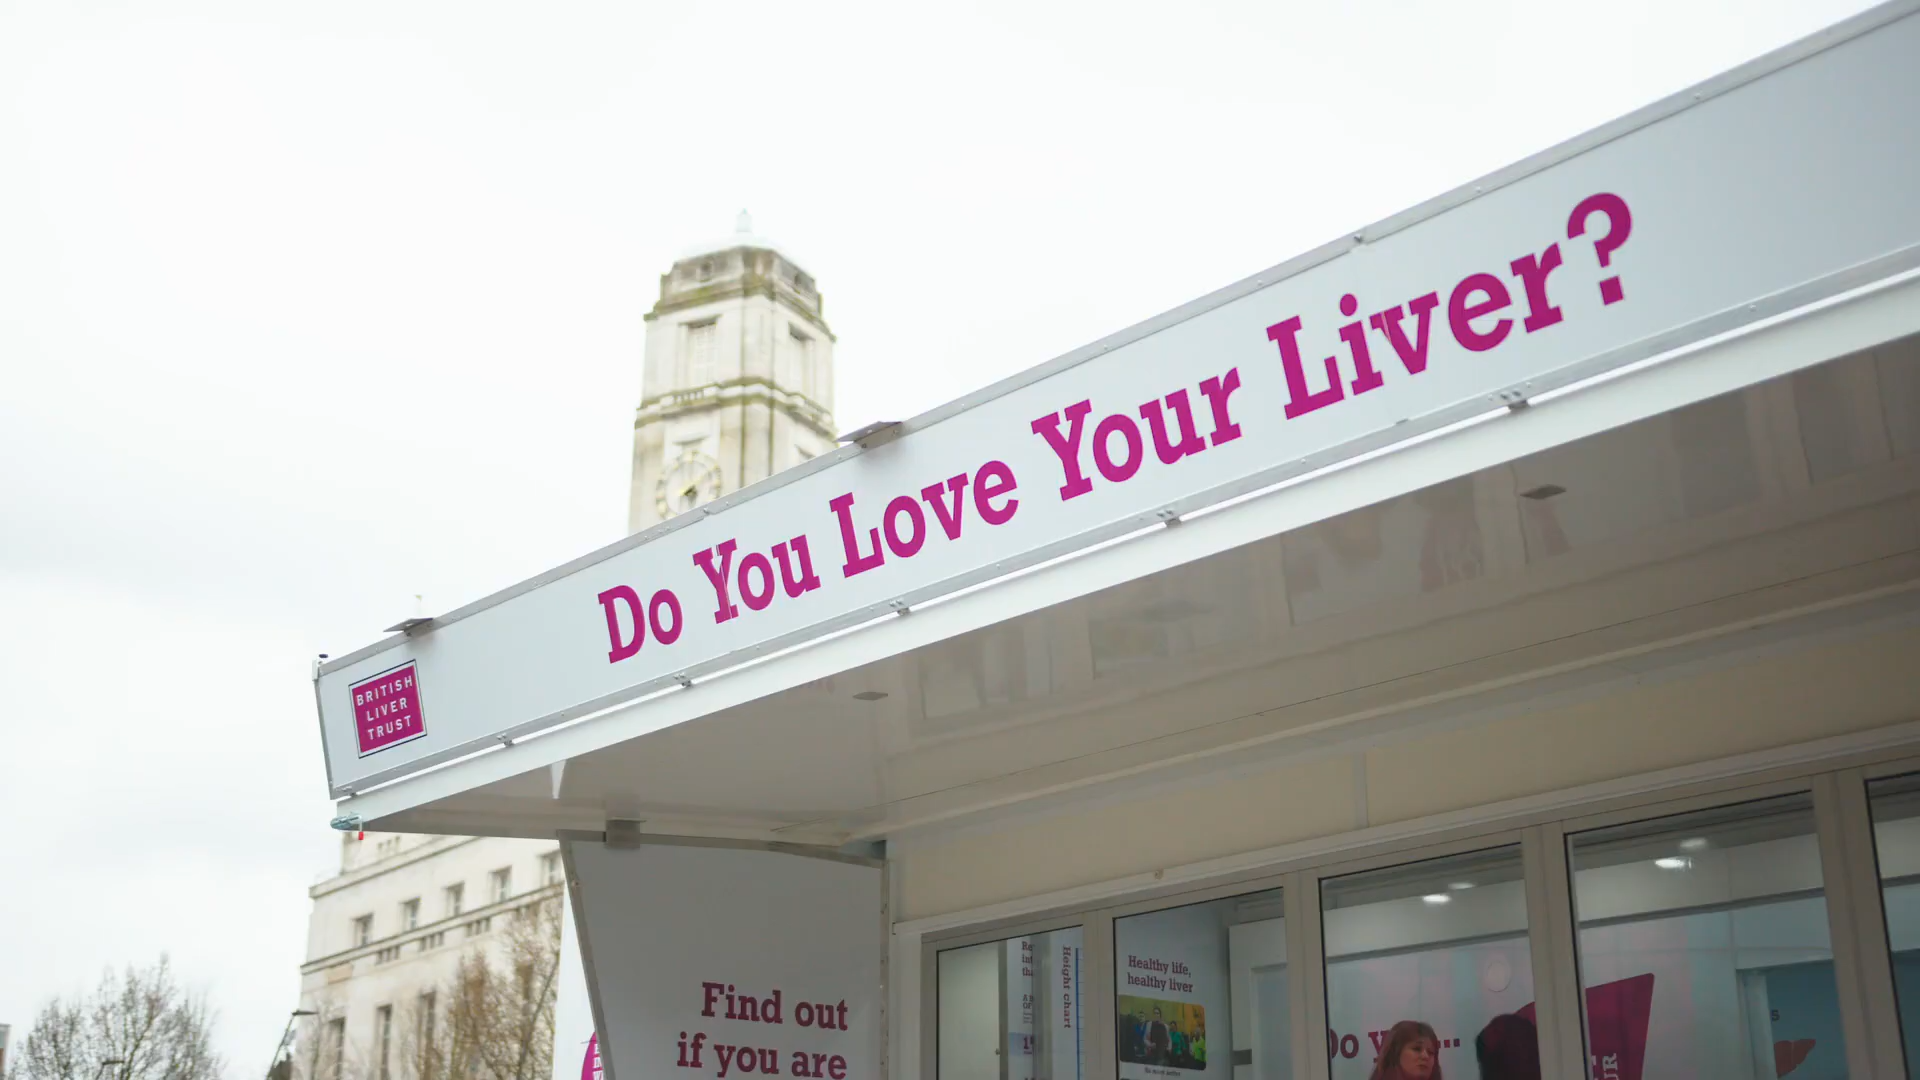 Do You Love Your Liver?
BRITISH
LIVER
TRUST
Find out
if you are
Height chart
Healthy life,
healthy liver